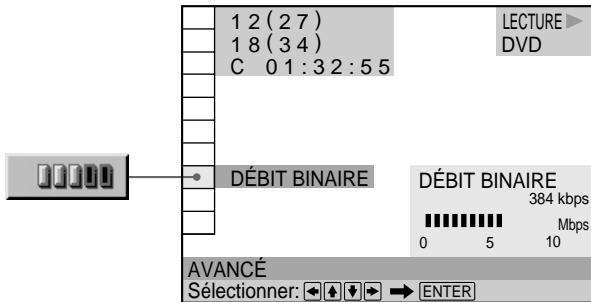 12(27)
18(34)
C 01:32:55
LECTURE
DVD
DÉBIT BINAIRE
DÉBIT BINAIRE
384 kbps
Mbps
0 5 10
AVANCÉ
Sélectionner: ENTER